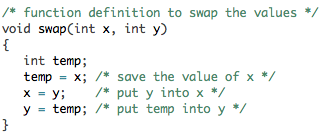 /* function definition to swap the values */
void swap(int x, int y)
{
   int temp;
   temp = x; /* save the value of x */
   x = y;    /* put y into x */
   y = temp; /* put temp into y */
}